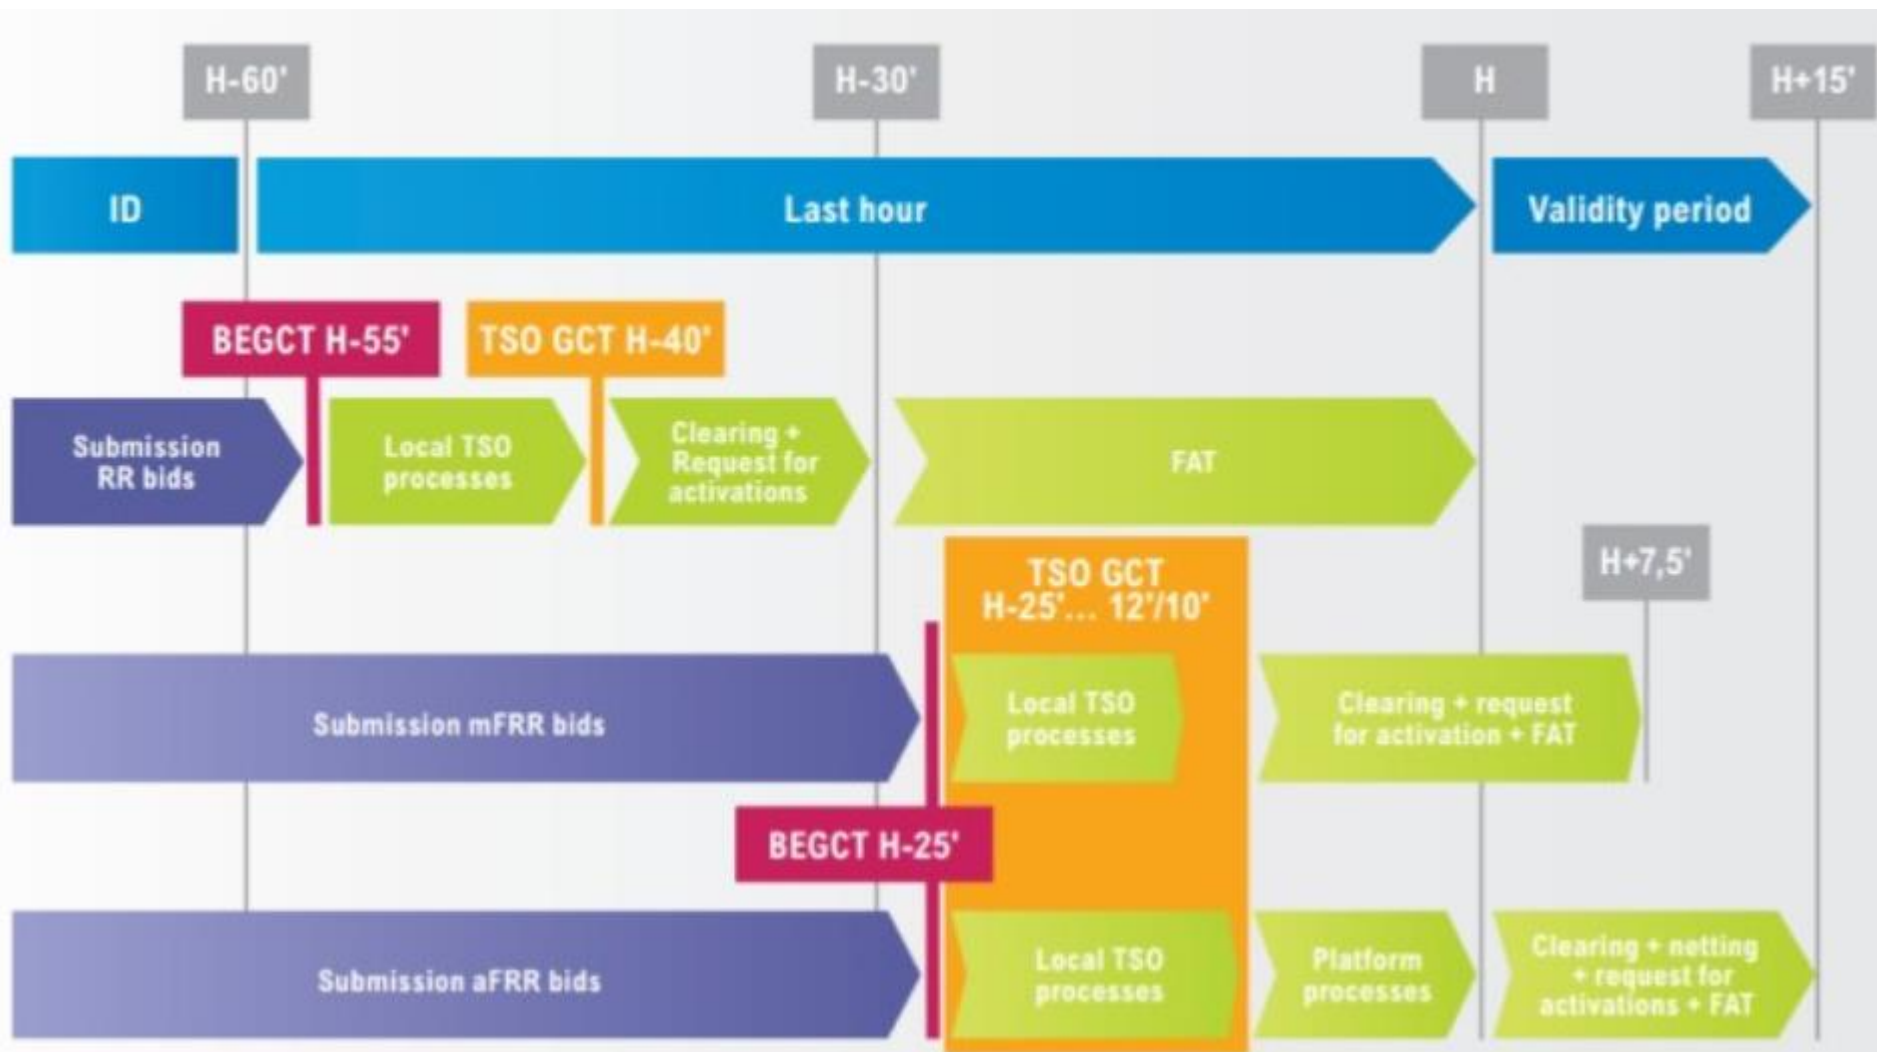 H-60'
H-30'
H
H+15'
ID
Last hour
Validity period
BEGCT H-55'
TSO GCT H-40'
Submission
RR bids
Local TSO
processes
Clearing +
Request for
activations
FAT
TSO GCT
H-25'... 12'/10'
H+7,5'
Submission mFRR bids
Local TSO
processes
Clearing + request
for activation + FAT
BEGCT H-25'
Submission aFRR bids
Local TSO
processes
Platform
processes
Clearing + netting
+ request for
activations + FAT